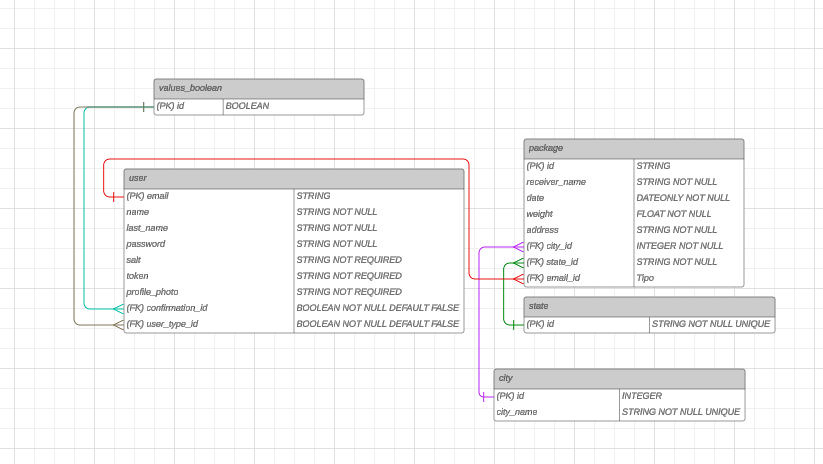 values_boolean
(PK) id BOOLEAN
user
(PK) email STRING
name STRING NOT NULL
last_name STRING NOT NULL
password STRING NOT NULL
salt STRING NOT REQUIRED
token STRING NOT REQUIRED
profile_photo STRING NOT REQUIRED
(FK) confirmation_id BOOLEAN NOT NULL DEFAULT FALSE
(FK) user_type_id BOOLEAN NOT NULL DEFAULT FALSE
package
(PK) id STRING
receiver_name STRING NOT NULL
date DATEONLY NOT NULL
weight FLOAT NOT NULL
address STRING NOT NULL
(FK) city_id INTEGER NOT NULL
(FK) state_id STRING NOT NULL
(FK) email_id Tipo
state
(PK) id STRING NOT NULL UNIQUE
city
(PK) id INTEGER
city_name STRING NOT NULL UNIQUE